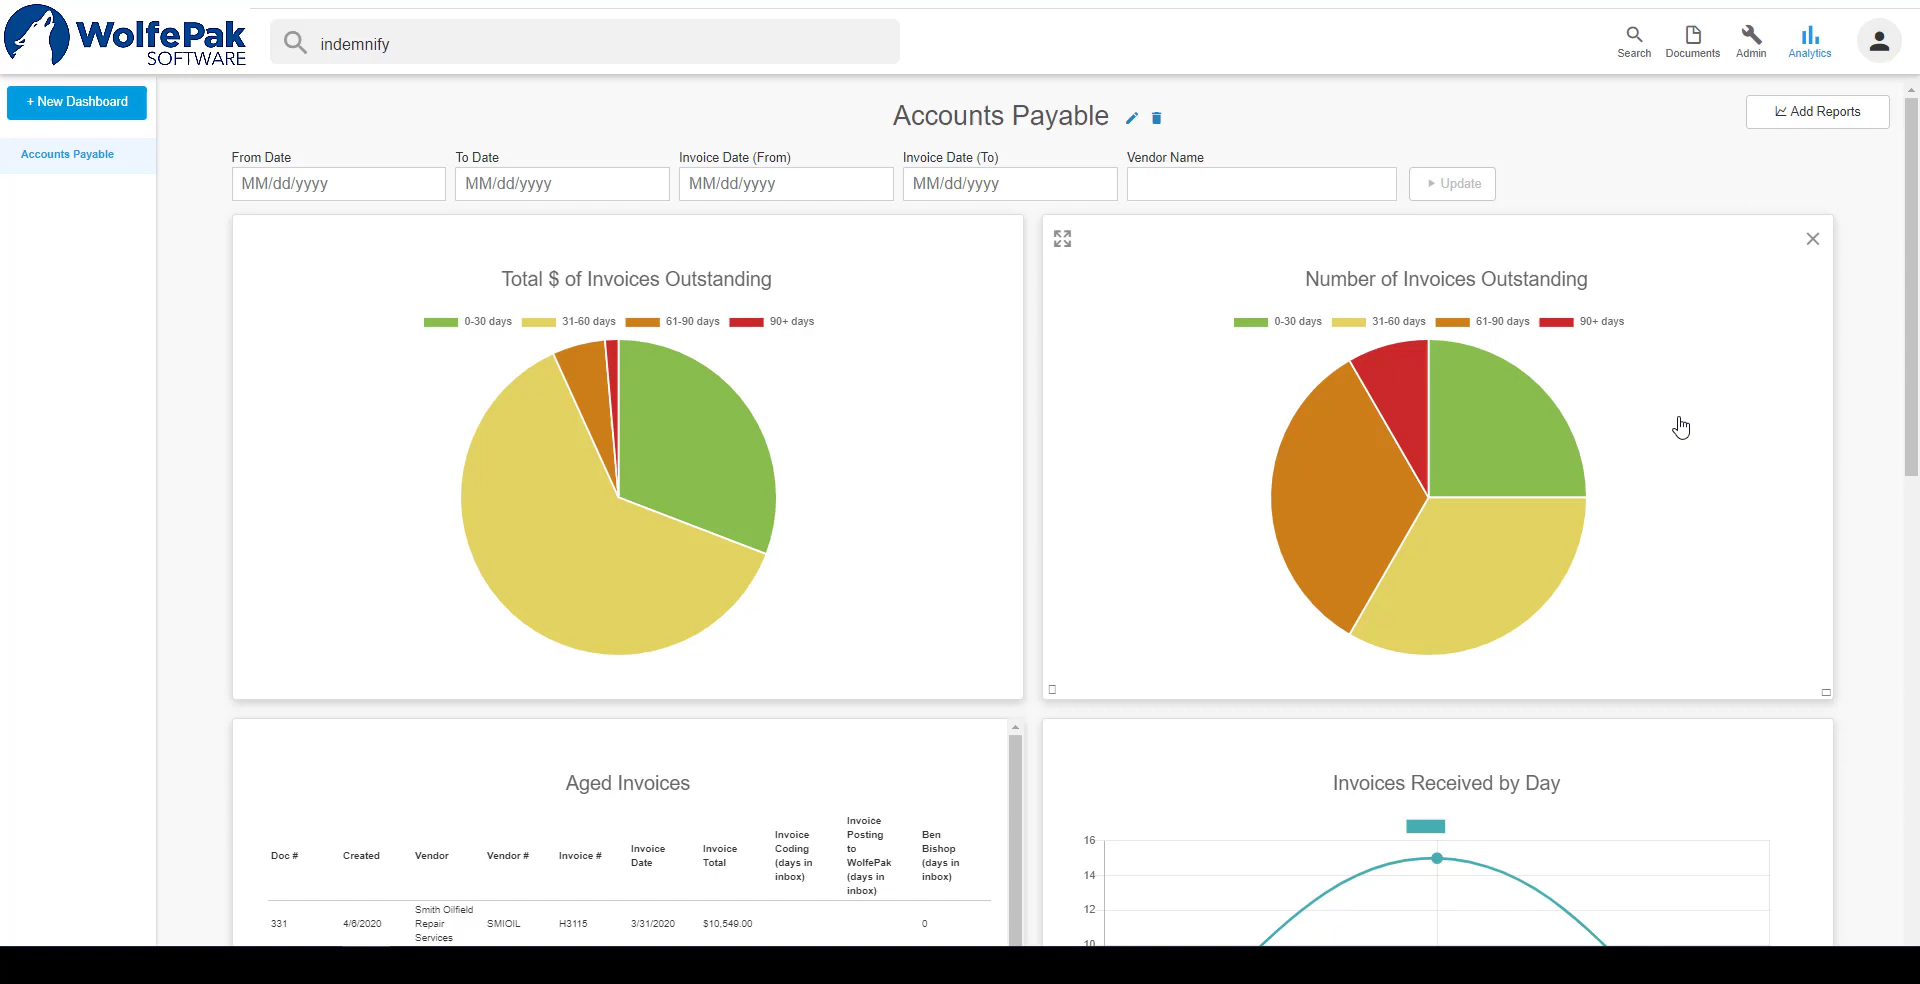 WolfePak
SOFTWARE
indemnify
Search
Documents
Admin
Analytics
+ New Dashboard
Accounts Payable
Accounts Payable
Add Reports
From Date
To Date
Invoice Date (From)
Invoice Date (To)
Vendor Name
MM/dd/yyyy
MM/dd/yyyy
MM/dd/yyyy
MM/dd/yyyy
Update
Total $ of Invoices Outstanding
0-30 days
31-60 days
61-90 days
90+ days
Number of Invoices Outstanding
0-30 days
31-60 days
61-90 days
90+ days
Aged Invoices
Doc #
Created
Vendor
Vendor #
Invoice #
Invoice
Date
Invoice
Total
Invoice
Coding
(days in
inbox)
Invoice
Posting
to
WolfePak
(days in
inbox)
Ben
Bishop
(days in
inbox)
331
4/6/2020
Smith Oilfield
Repair
Services
SMIOIL
H3115
3/31/2020
$10,549.00
0
Invoices Received by Day
16
14
12
10